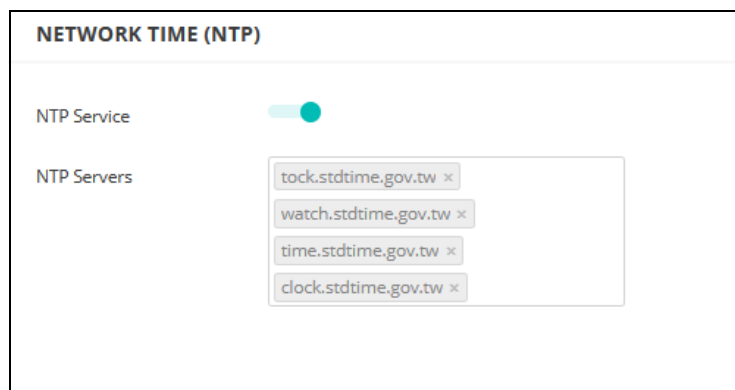 NETWORK TIME (NTP)
NTP Service
NTP Servers
tock.stdtime.gov.tw ×
watch.stdtime.gov.tw ×
time.stdtime.gov.tw ×
clock.stdtime.gov.tw ×